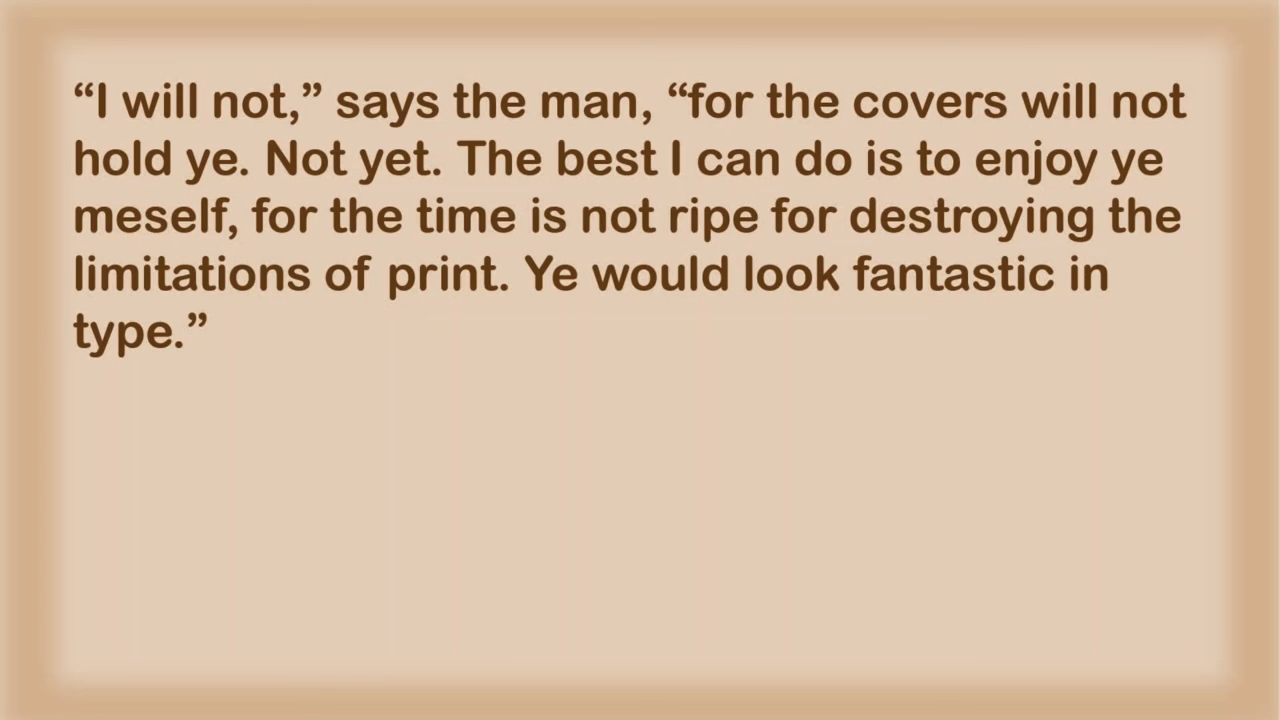 “I will not,” says the man, “for the covers will not
hold ye. Not yet. The best I can do is to enjoy ye
meself, for the time is not ripe for destroying the
limitations of print. Ye would look fantastic in
type.”